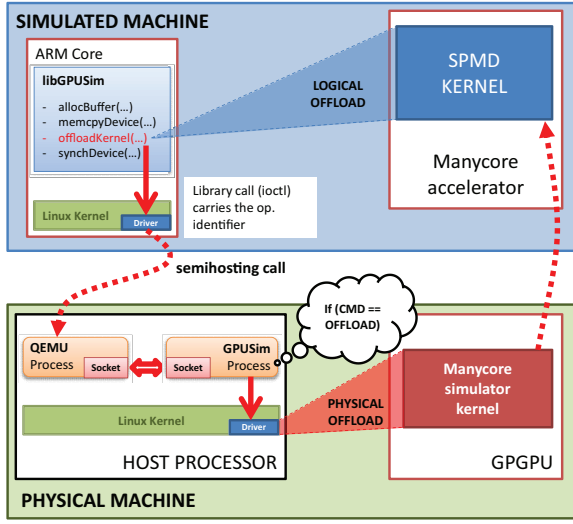 SIMULATED MACHINE
ARM Core
libGPUSim
- allocBuffer(...)
- memcpyDevice(...)
- offloadKernel(...)
- synchDevice(...)
Linux Kernel
Driver
LOGICAL
OFFLOAD
Library call (ioctl)
carries the op.
identifier
SPMD
KERNEL
Manycore
accelerator
semihosting call
If (CMD ==
OFFLOAD)
QEMU
Process
Socket
Socket
GPUSim
Process
Linux Kernel
Driver
HOST PROCESSOR
PHYSICAL
OFFLOAD
Manycore
simulator
kernel
GPGPU
PHYSICAL MACHINE